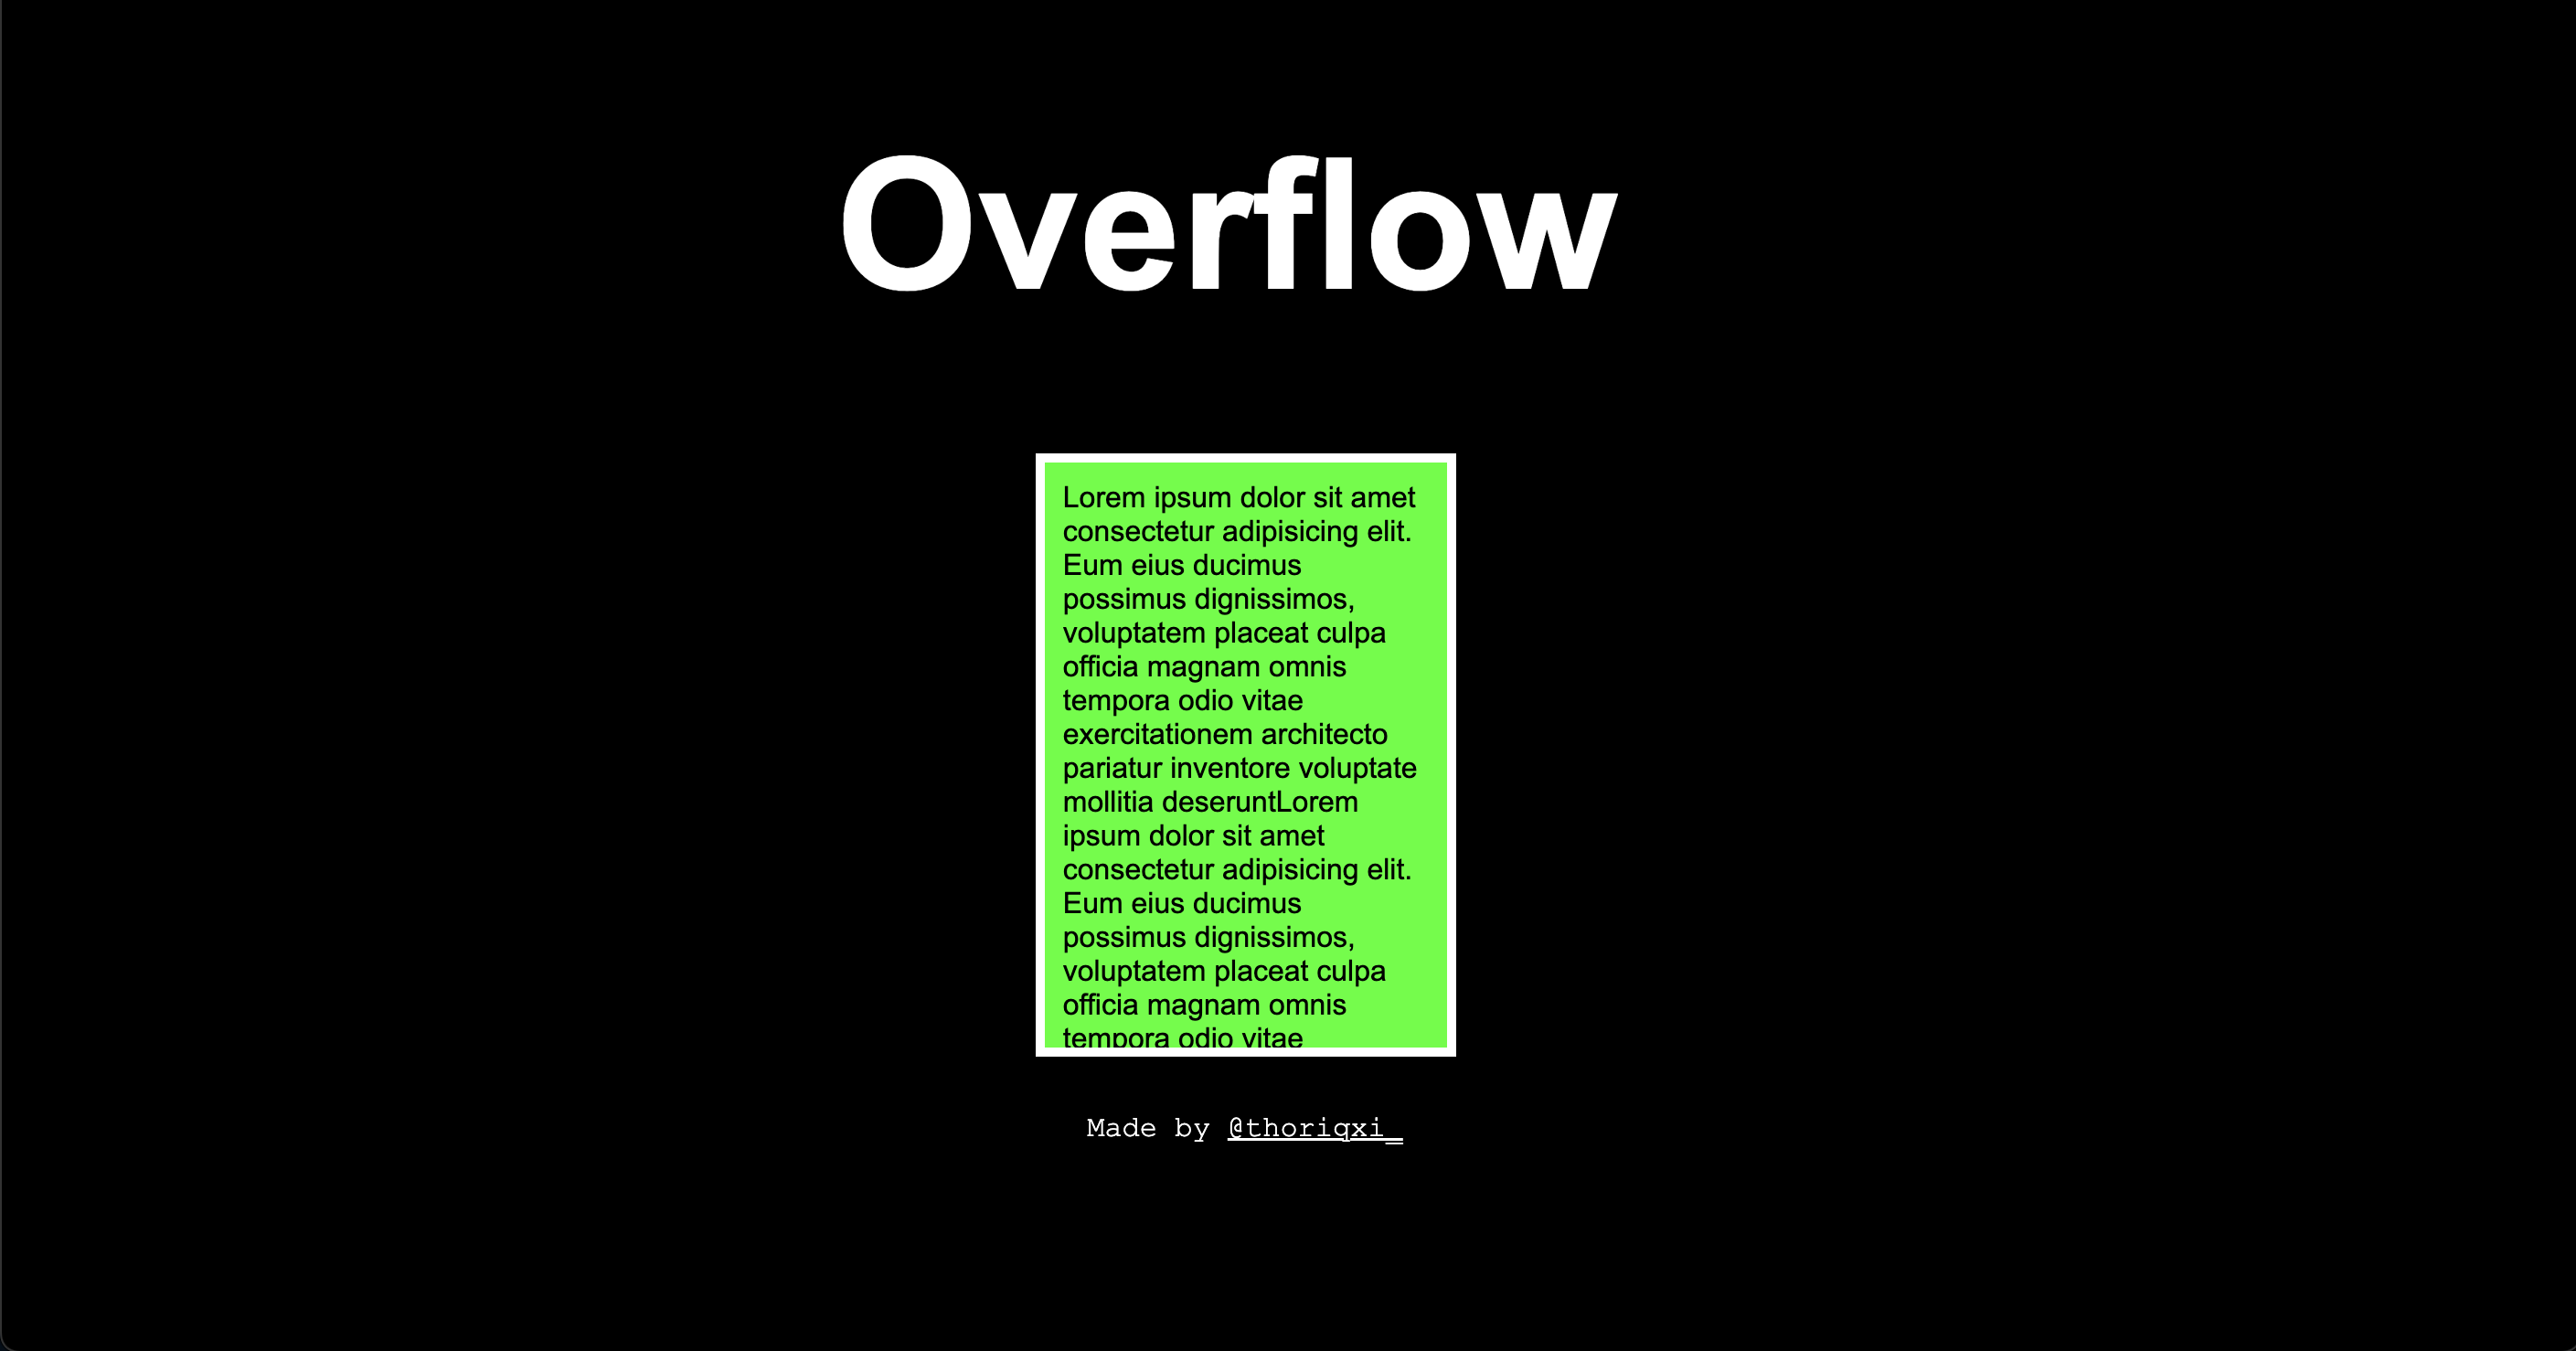 Overflow
Lorem ipsum dolor sit amet
consectetur adipisicing elit.
Eum eius ducimus
possimus dignissimos,
voluptatem placeat culpa
officia magnam omnis
tempora odio vitae
exercitationem architecto
pariatur inventore voluptate
mollitia deseruntLorem
ipsum dolor sit amet
consectetur adipisicing elit.
Eum eius ducimus
possimus dignissimos,
voluptatem placeat culpa
officia magnam omnis
tempora odio vitae
Made by @thoriqxi_